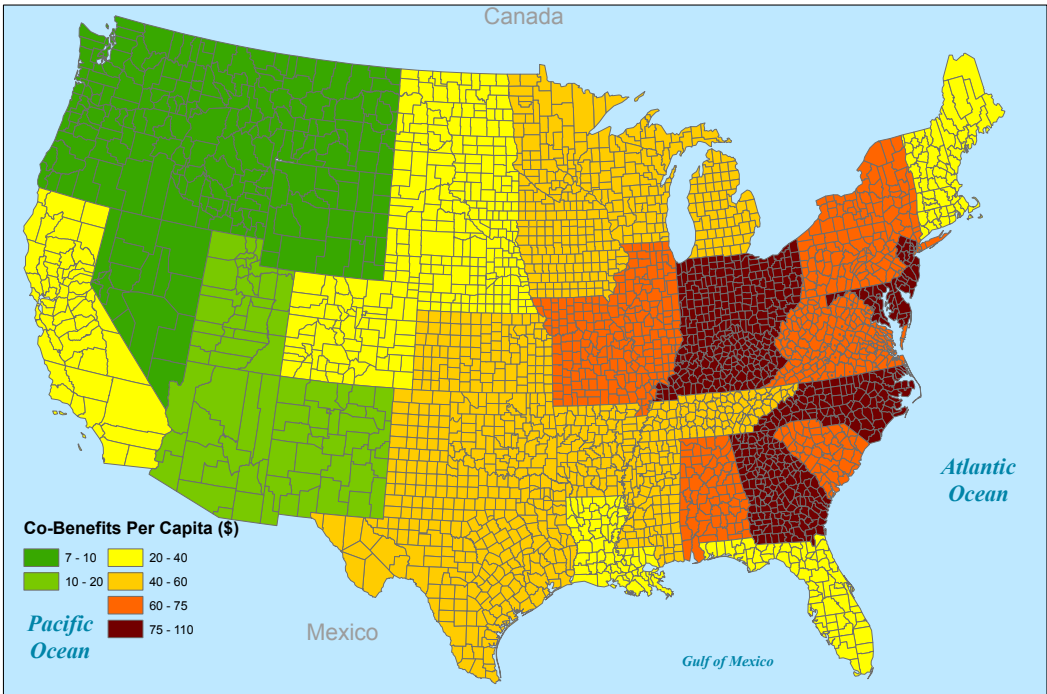 Canada
Atlantic
Ocean
Co-Benefits Per Capita ($)
7 - 10
20 - 40
10 - 20
40 - 60
60 - 75
75 - 110
Pacific
Ocean
Mexico
Gulf of Mexico